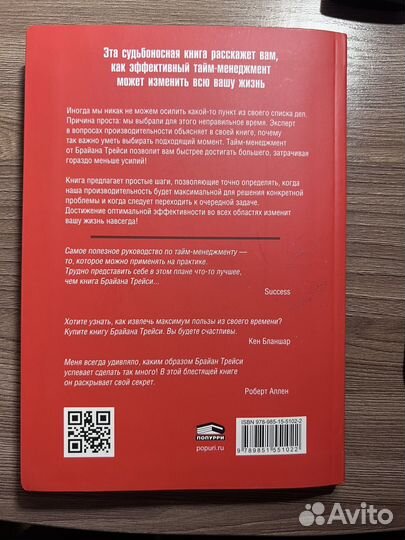 Эта судьбоносная книга расскажет вам,
как эффективный тайм-менеджмент
может изменить всю вашу жизнь
Иногда мы никак не можем осилить какой-то пункт из своего списка дел.
Причина проста: мы выбрали для этого неправильное время. Эксперт
в вопросах производительности объясняет в своей книге, почему
так важно уметь выбирать подходящий момент. Тайм-менеджмент
от Брайана Трейси позволит вам быстрее достигать большего, затрачивая
гораздо меньше усилий!
Книга предлагает простые шаги, позволяющие точно определять, когда
наша производительность будет максимальной для решения конкретной
проблемы и когда следует переходить к очередной задаче.
Достижение оптимальной эффективности во всех областях изменит
вашу жизнь навсегда!
Самое полезное руководство по тайм-менеджменту —
то, которое можно применять на практике.
Трудно представить себе в этом плане что-то лучшее,
чем книга Брайана Трейси...
Success
Хотите узнать, как извлечь максимум пользы из своего времени?
Купите книгу Брайана Трейси. Вы будете счастливы.
Кен Бланшар
Меня всегда удивляло, каким образом Брайан Трейси
успевает сделать так много! В этой блестящей книге
он раскрывает свой секрет.
Роберт Аллен
ПОПУРРИ
popuri.ru
ISBN 978-985-15-5102-2
9 789851 551022
Avito